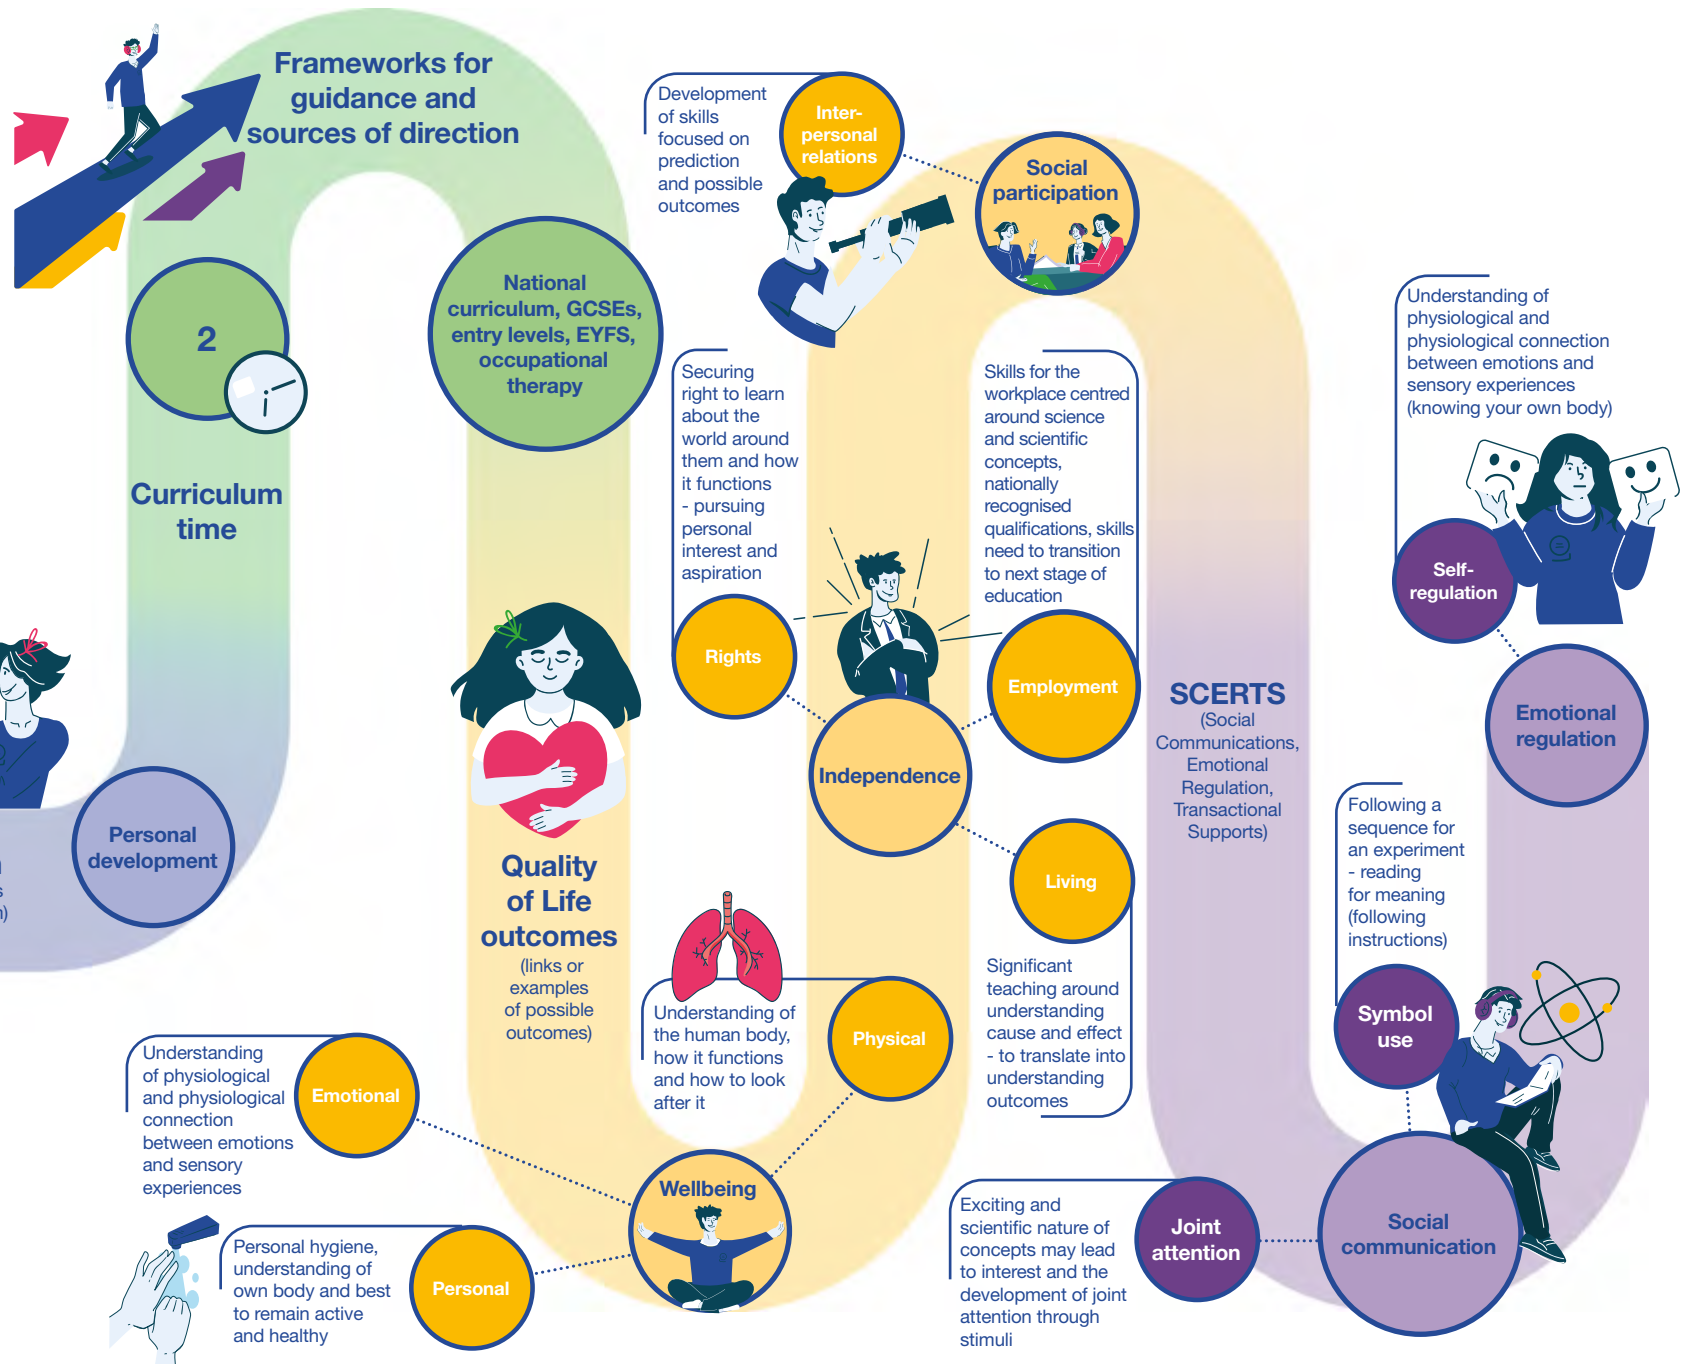 Frameworks for
guidance and
sources of direction
2
Curriculum
time
Personal
development
s
n)
National
curriculum, GCSEs,
entry levels, EYFS,
occupational
therapy
Quality
of Life
outcomes
(links or
examples
of possible
outcomes)
Understanding
of physiological
and physiological
connection
between emotions
and sensory
experiences
Emotional
Personal hygiene,
understanding of
own body and best
to remain active
and healthy
Personal
Wellbeing
Understanding of
the human body,
how it functions
and how to look
after it
Physical
Securing
right to learn
about the
world around
them and how
it functions
- pursuing
personal
interest and
aspiration
Rights
Independence
Skills for the
workplace centred
around science
and scientific
concepts,
nationally
recognised
qualifications, skills
need to transition
to next stage of
education
Employment
Living
Significant
teaching around
understanding
cause and effect
- to translate into
understanding
outcomes
Development
of skills
focused on
prediction
and possible
outcomes
Inter-
personal
relations
Social
participation
SCERTS
(Social
Communications,
Emotional
Regulation,
Transactional
Supports)
Exciting and
scientific nature of
concepts may lead
to interest and the
development of joint
attention through
stimuli
Joint
attention
Social
communication
Following a
sequence for
an experiment
- reading
for meaning
(following
instructions)
Symbol
use
Understanding of
physiological and
physiological connection
between emotions and
sensory experiences
(knowing your own body)
Self-
regulation
Emotional
regulation